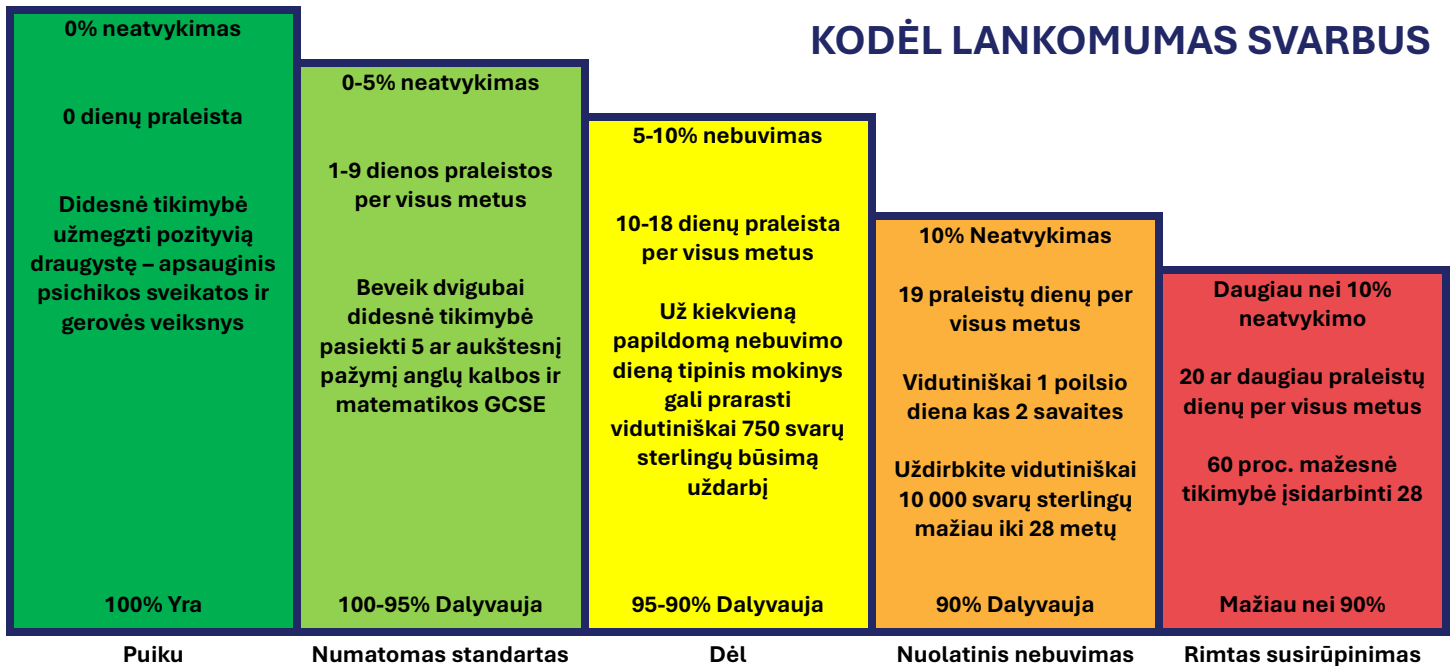 KODĖL LANKOMUMAS SVARBUS
0% neatvykimas
0 dienų praleista
Didesnė tikimybė
užmegzti pozityvią
draugystę – apsauginis
psichikos sveikatos ir
gerovės veiksnys
100% Yra
Puiku
0-5% neatvykimas
1-9 dienos praleistos
per visus metus
Beveik dvigubai
didesnė tikimybė
pasiekti 5 ar aukštesnį
pažymį anglų kalbos ir
matematikos GCSE
100-95% Dalyvauja
Numatomas standartas
5-10% nebuvimas
10-18 dienų praleista
per visus metus
Už kiekvieną
papildomą nebuvimo
dieną tipinis mokinys
gali prarasti
vidutiniškai 750 svarų
sterlingų būsimą
uždarbį
95-90% Dalyvauja
Dėl
10% Neatvykimas
19 praleistų dienų per
visus metus
Vidutiniškai 1 poilsio
diena kas 2 savaites
Uždirbkite vidutiniškai
10 000 svarų sterlingų
mažiau iki 28 metų
90% Dalyvauja
Nuolatinis nebuvimas
Daugiau nei 10%
neatvykimo
20 ar daugiau praleistų
dienų per visus metus
60 proc. mažesnė
tikimybė įsidarbinti 28
Mažiau nei 90%
Rimtas susirūpinimas